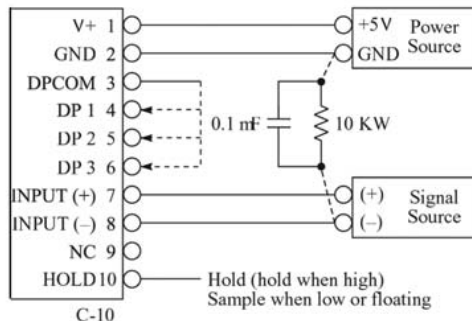 V+ 1
GND 2
DPCOM 3
DP 1 4
DP 2 5
DP 3 6
INPUT (+) 7
INPUT (–) 8
NC 9
HOLD 10
C-10
0.1 mF
10 KW
+5V
GND
Power
Source
(+)
(–)
Signal
Source
Hold (hold when high)
Sample when low or floating